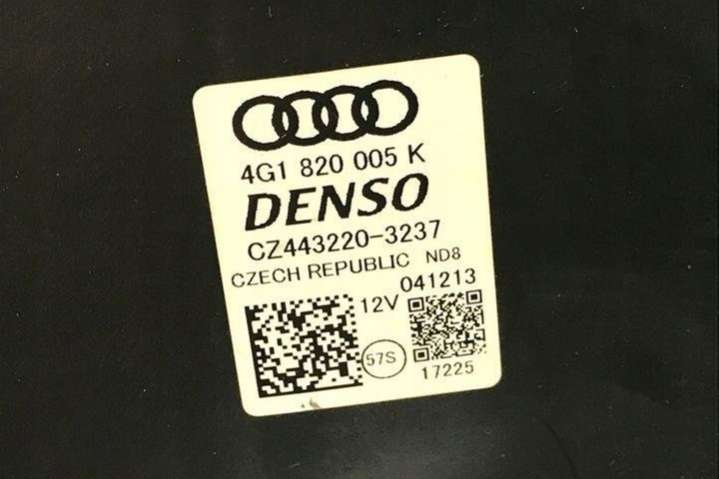 4G1 820 005 K
DENSO
CZ443220-3237
CZECH REPUBLIC ND8
041213
12V
57S
17225